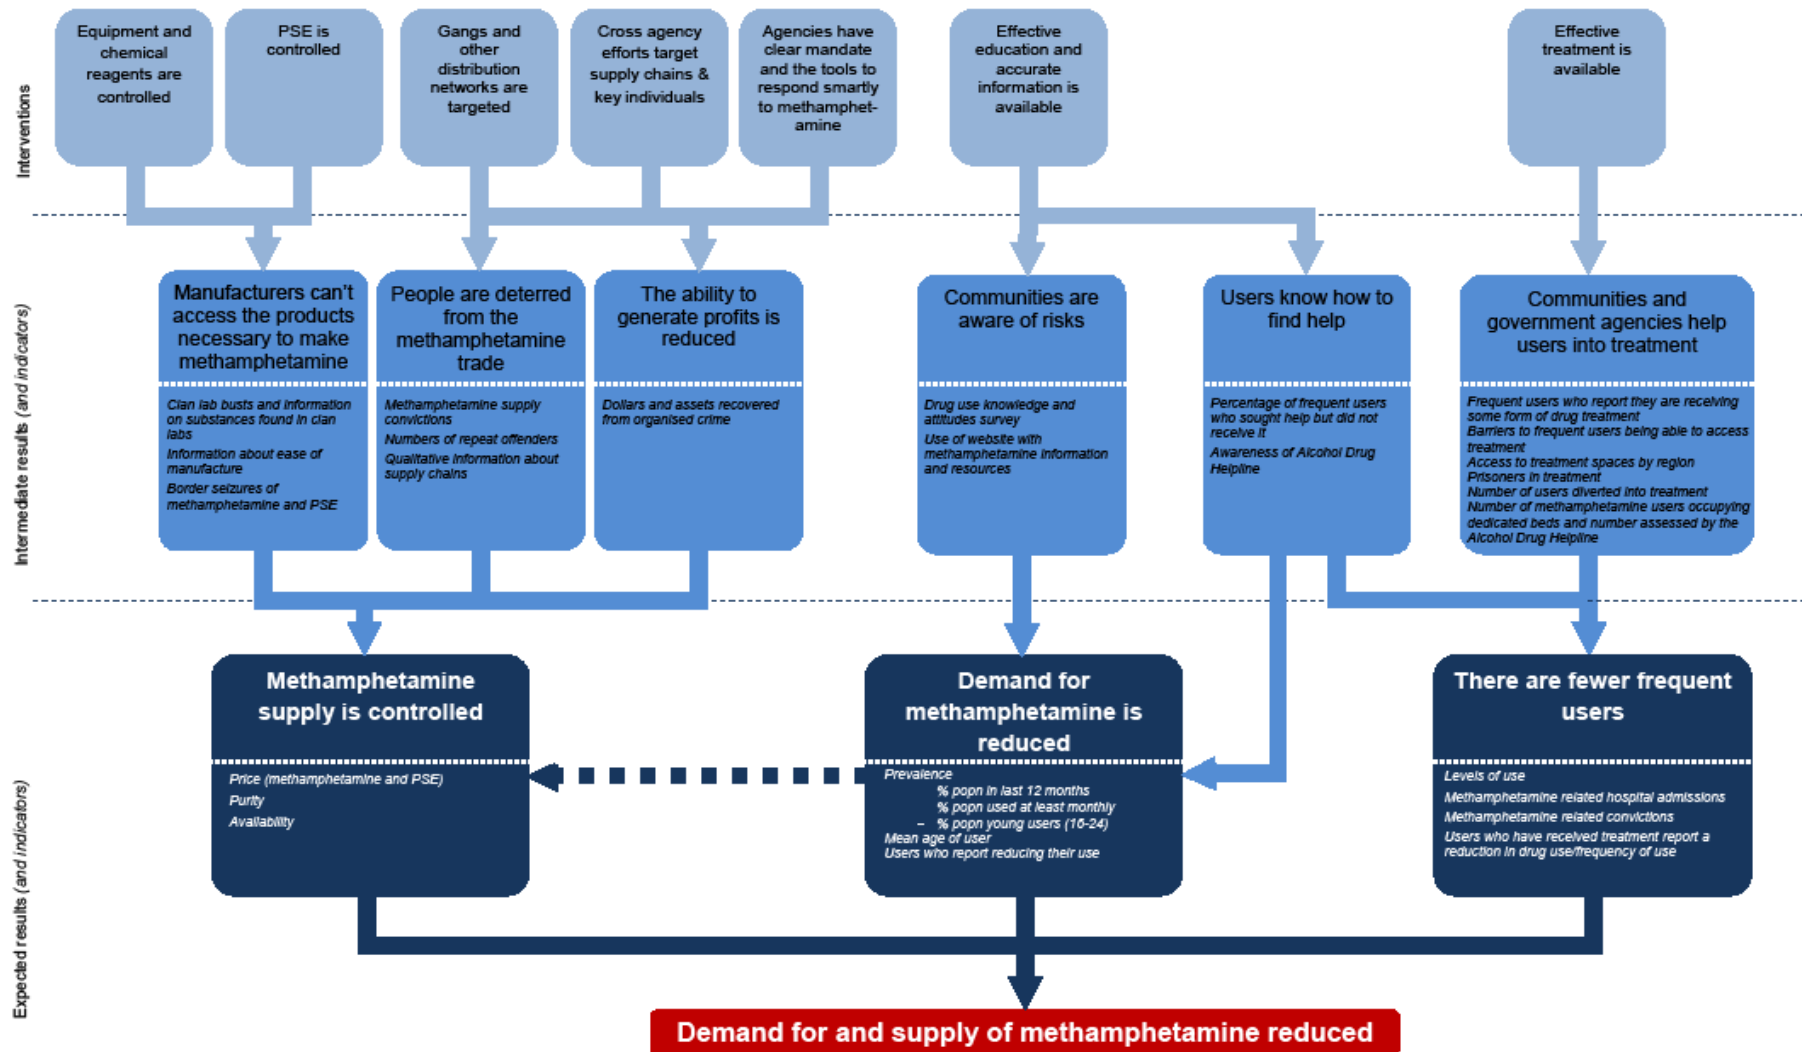 Equipment and
chemical
reagents are
controlled
PSE is
controlled
Gangs and
other
distribution
networks are
targeted
Cross agency
efforts target
supply chains &
key individuals
Agencies have
clear mandate
and the tools to
respond smartly
to methamphet-
amine
Effective
education and
accurate
information is
available
Effective
treatment is
available
Interventions
Manufacturers can't
access the products
necessary to make
methamphetamine
Clan lab busts and information
on substances found in clan
labs
Information about ease of
manufacture
Border seizures of
methamphetamine and PSE
People are deterred
from the
methamphetamine
trade
Methamphetamine supply
convictions
Numbers of repeat offenders
Qualitative information about
supply chains
The ability to
generate profits is
reduced
Dollars and assets recovered
from organised crime
Communities are
aware of risks
Drug use knowledge and
attitudes survey
Use of website with
methamphetamine information
and resources
Users know how to
find help
Percentage of frequent users
who sought help but did not
receive it
Awareness of Alcohol Drug
Helpline
Communities and
government agencies help
users into treatment
Frequent users who report they are receiving
some form of drug treatment
Barriers to frequent users being able to access
treatment
Access to treatment spaces by region
Prisoners in treatment
Number of users diverted into treatment
Number of methamphetamine users occupying
dedicated beds and number assessed by the
Alcohol Drug Helpline
Intermediate results (and indicators)
Methamphetamine
supply is controlled
Price (methamphetamine and PSE)
Purity
Availability
Demand for
methamphetamine is
reduced
Prevalence
% popn in last 12 months
% popn used at least monthly
– % popn young users (16-24)
Mean age of user
Users who report reducing their use
There are fewer frequent
users
Levels of use
Methamphetamine related hospital admissions
Methamphetamine related convictions
Users who have received treatment report a
reduction in drug use/frequency of use
Expected results (and indicators)
Demand for and supply of methamphetamine reduced